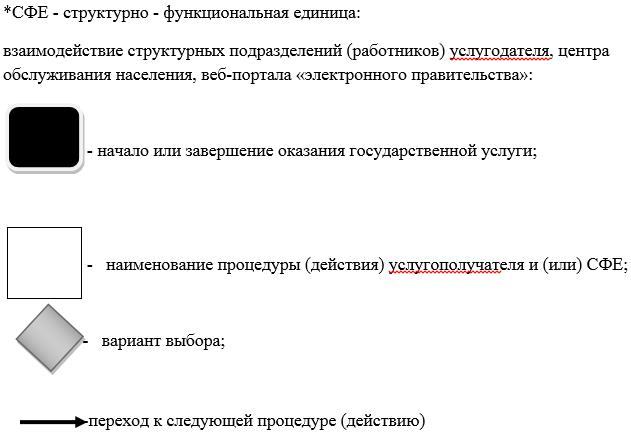 *СФЕ - структурно - функциональная единица:
взаимодействие структурных подразделений (работников) услугодателя, центра
обслуживания населения, веб-портала «электронного правительства»:
- начало или завершение оказания государственной услуги;
- наименование процедуры (действия) услугополучателя и (или) СФЕ;
- вариант выбора;
переход к следующей процедуре (действию)